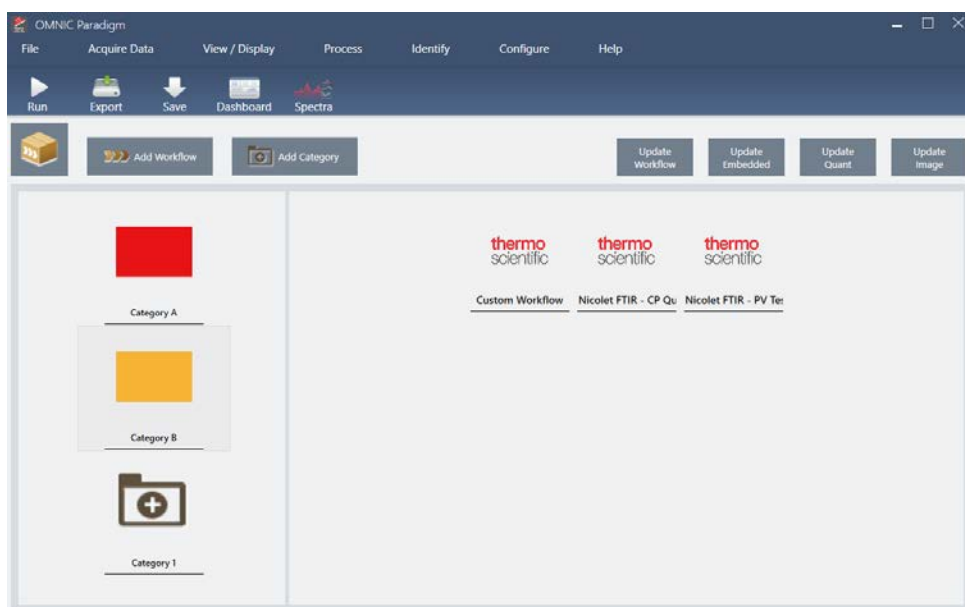 OMNIC Paradigm
File Acquire Data View / Display Process Identify Configure Help
Run Export Save Dashboard Spectra
Add Workflow Add Category Update Workflow Update Embedded Update Quant Update Image
Category A
Category B
Category 1
thermo scientific thermo scientific thermo scientific
Custom Workflow Nicolet FTIR - CP Qu Nicolet FTIR - PV Te